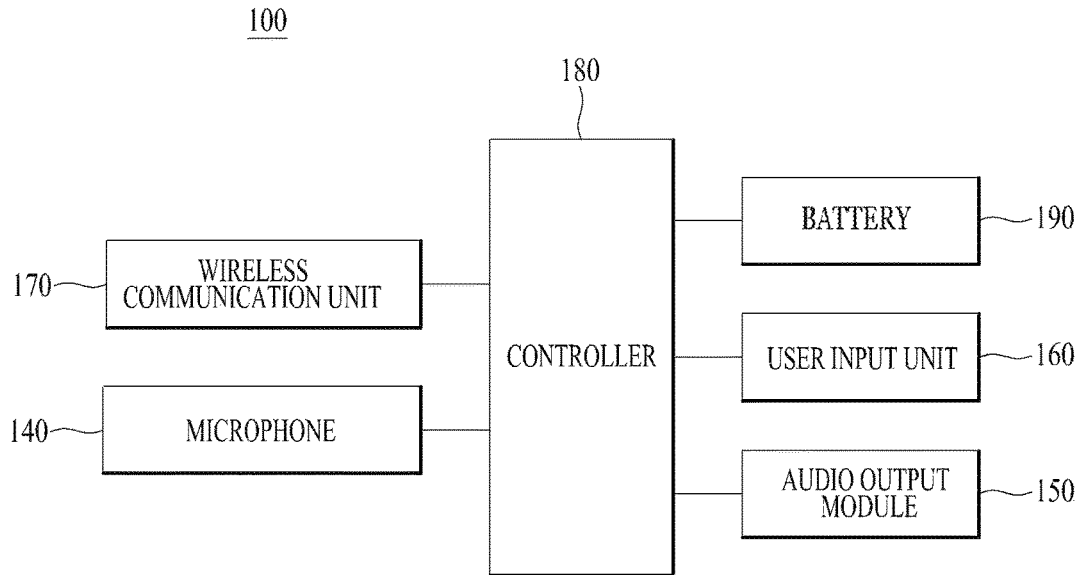 100
180
BATTERY
190
WIRELESS
COMMUNICATION UNIT
170
CONTROLLER
USER INPUT UNIT
160
MICROPHONE
140
AUDIO OUTPUT
MODULE
150